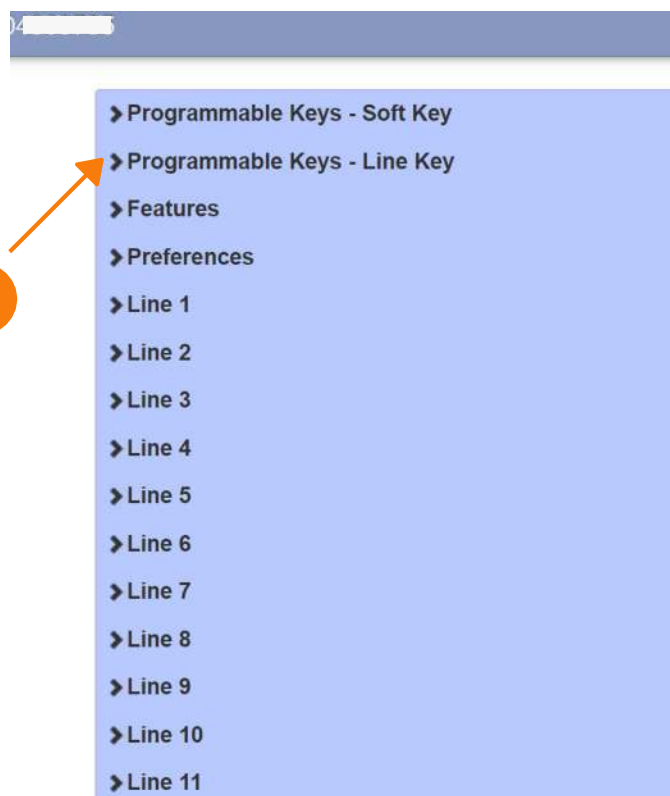 Programmable Keys - Soft Key
Programmable Keys - Line Key
Features
Preferences
Line 1
Line 2
Line 3
Line 4
Line 5
Line 6
Line 7
Line 8
Line 9
Line 10
Line 11